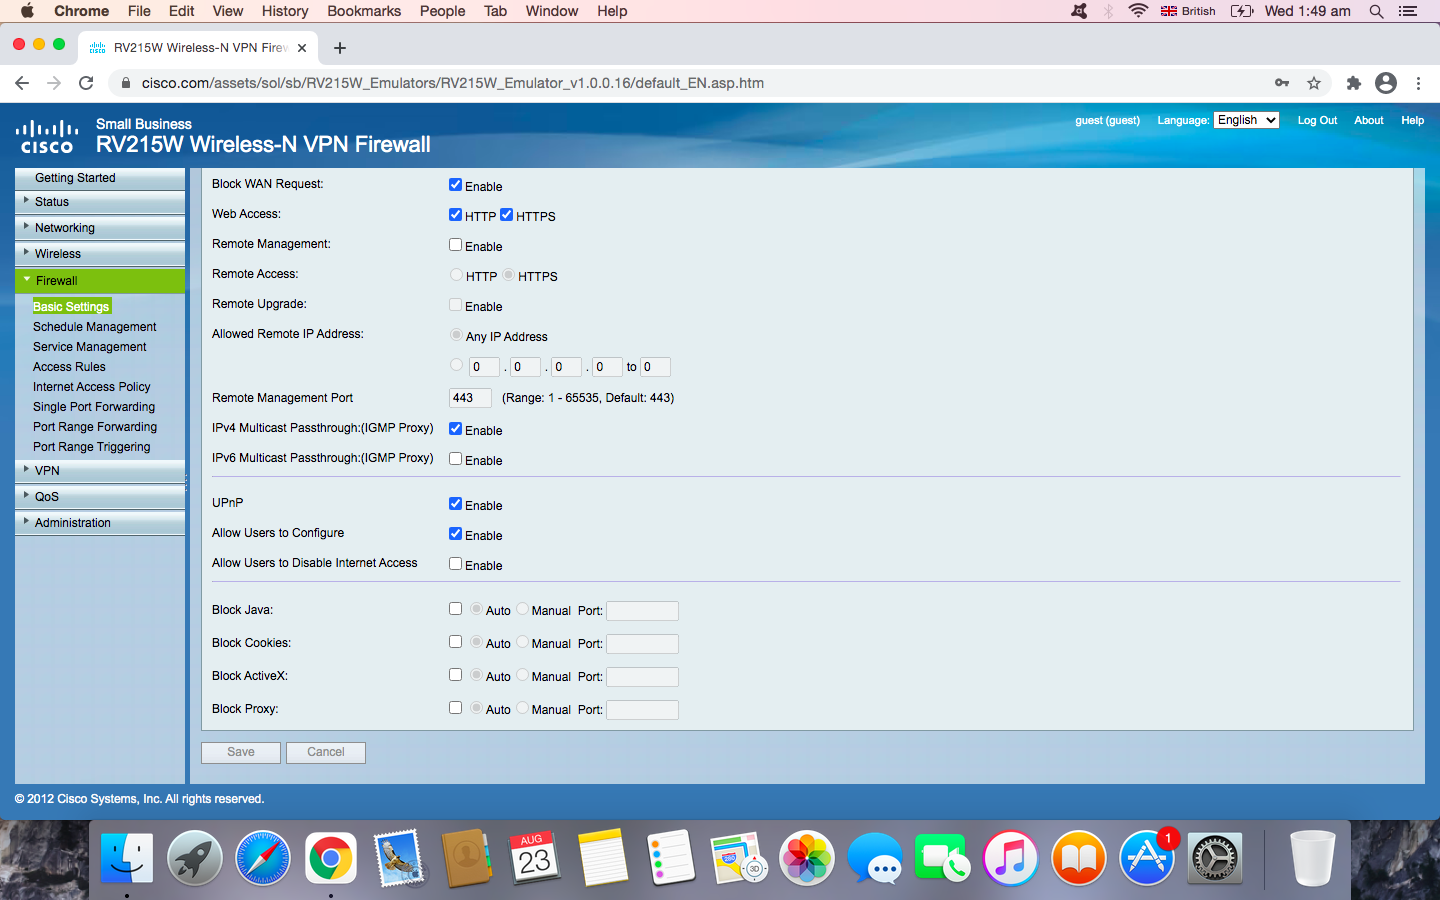 Chrome File Edit View History Bookmarks People Tab Window Help British Wed 1:49 am
RV215W Wireless-N VPN Firew
cisco.com/assets/sol/sb/RV215W_Emulators/RV215W_Emulator_v1.0.0.16/default_EN.asp.htm
cisco
Small Business
RV215W Wireless-N VPN Firewall
guest (guest) Language: English Log Out About Help
Getting Started
Status
Networking
Wireless
Firewall
Basic Settings
Schedule Management
Service Management
Access Rules
Internet Access Policy
Single Port Forwarding
Port Range Forwarding
Port Range Triggering
VPN
QoS
Administration
Block WAN Request: Enable
Web Access: HTTP HTTPS
Remote Management: Enable
Remote Access: HTTP HTTPS
Remote Upgrade: Enable
Allowed Remote IP Address: Any IP Address
0 . 0 . 0 . 0 to 0
Remote Management Port 443 (Range: 1 - 65535, Default: 443)
IPv4 Multicast Passthrough:(IGMP Proxy) Enable
IPv6 Multicast Passthrough:(IGMP Proxy) Enable
UPnP Enable
Allow Users to Configure Enable
Allow Users to Disable Internet Access Enable
Block Java: Auto Manual Port:
Block Cookies: Auto Manual Port:
Block ActiveX: Auto Manual Port:
Block Proxy: Auto Manual Port:
Save Cancel
© 2012 Cisco Systems, Inc. All rights reserved.
AUG
23
280
3D
1